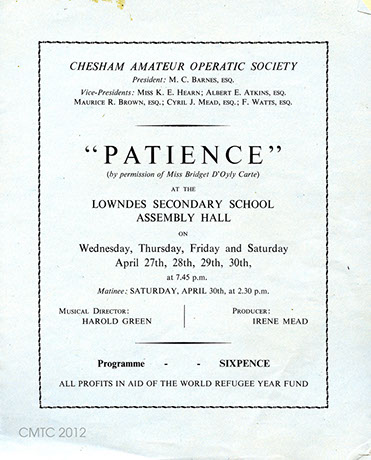 CHESHAM AMATEUR OPERATIC SOCIETY
President: M. C. BARNES, ESQ.
Vice-Presidents: MISS K. E. HEARN; ALBERT E. ATKINS, ESQ.
MAURICE R. BROWN, ESQ.; CYRIL J. MEAD, ESQ.; F. WATTS, ESQ.
"PATIENCE"
(by permission of Miss Bridget D'Oyly Carte)
AT THE
LOWNDES SECONDARY SCHOOL
ASSEMBLY HALL
ON
Wednesday, Thursday, Friday and Saturday
April 27th, 28th, 29th, 30th,
at 7.45 p.m.
Matinee: SATURDAY, APRIL 30th, at 2.30 p.m.
MUSICAL DIRECTOR:
HAROLD GREEN
PRODUCER:
IRENE MEAD
Programme - - SIXPENCE
ALL PROFITS IN AID OF THE WORLD REFUGEE YEAR FUND
CMTC 2012